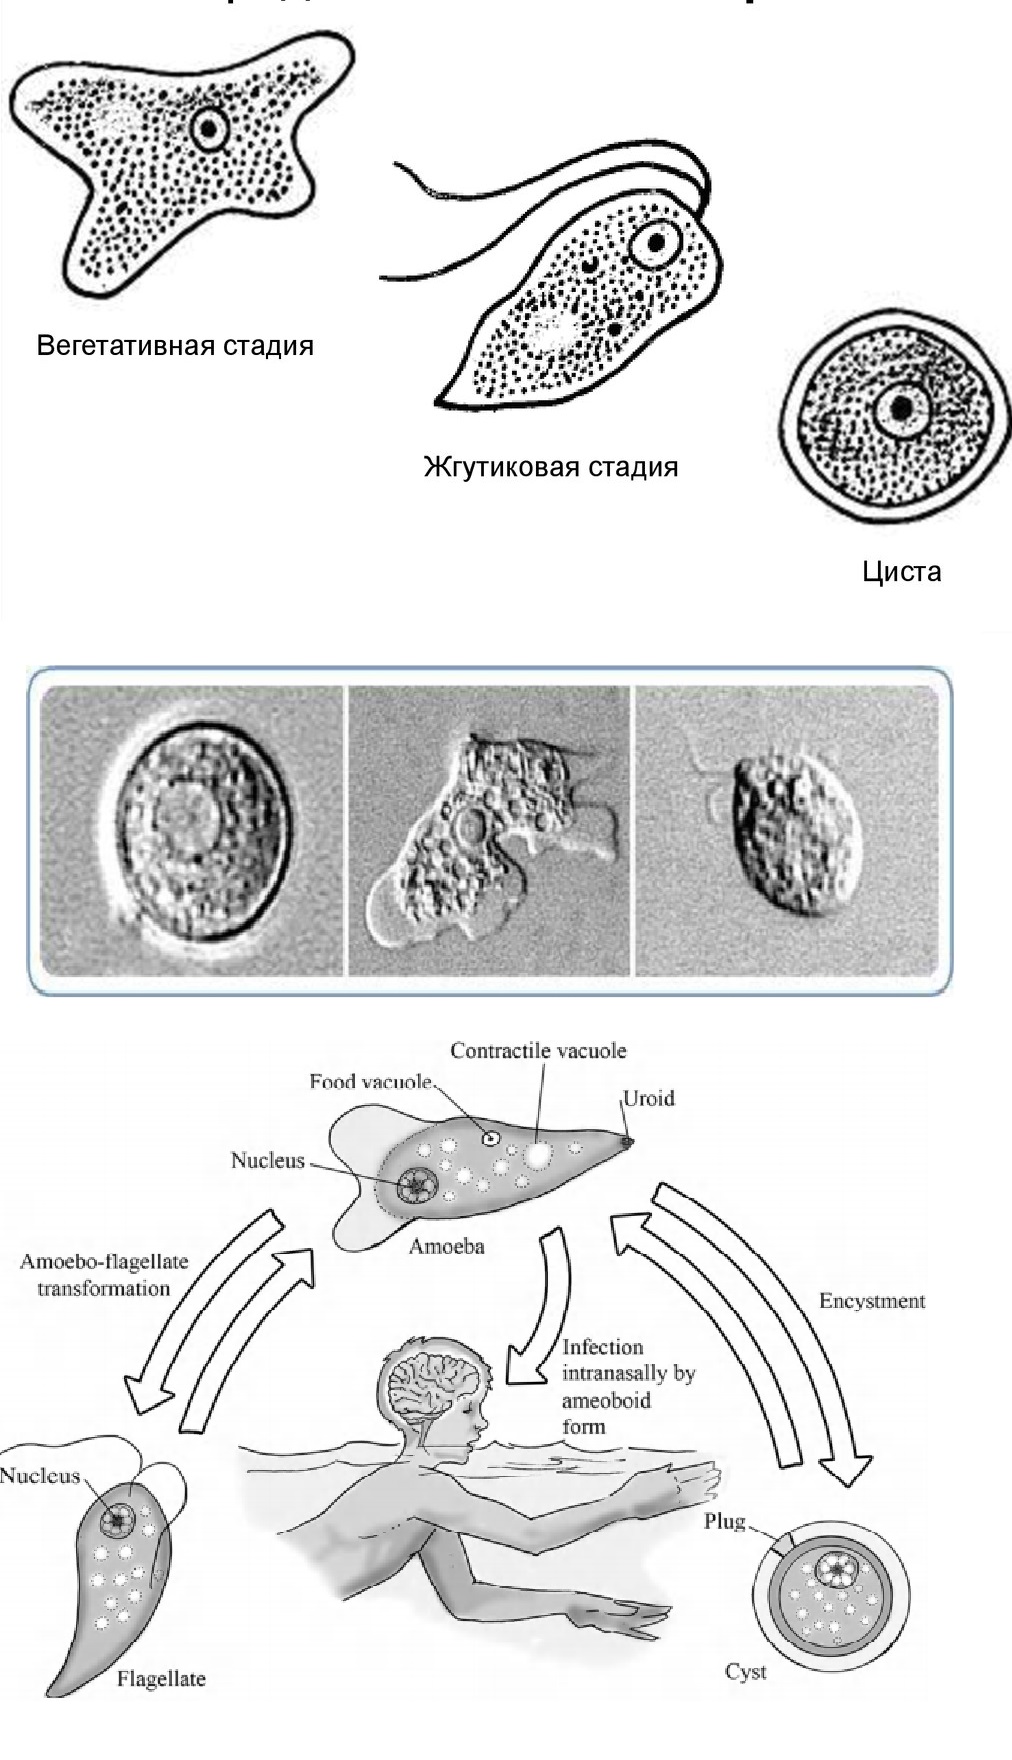 Вегетативная стадия
Жгутиковая стадия
Циста
Contractile vacuole
Food vacuole
Uroid
Nucleus
Amoeba
Amoebo-flagellate
transformation
Encystment
Infection
intranasally by
ameoboid
form
Nucleus
Plug
Cyst
Flagellate